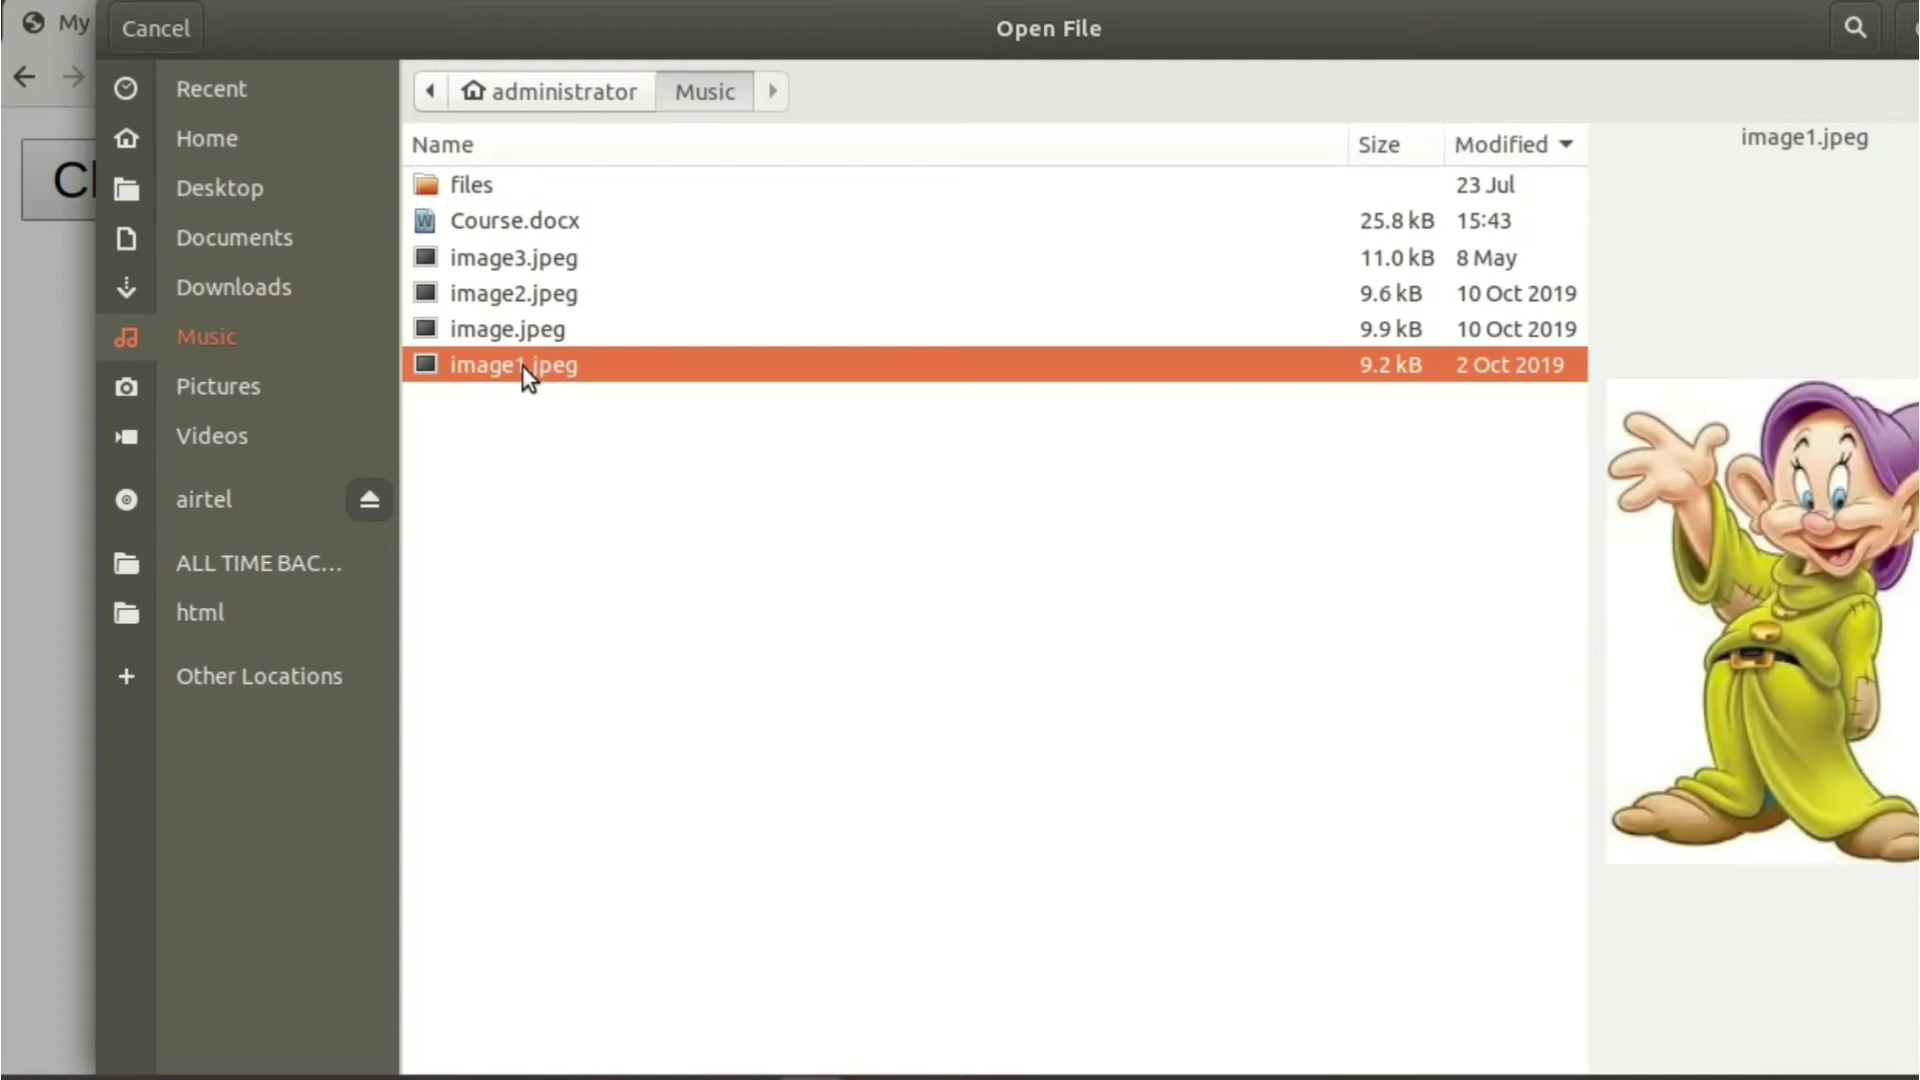 My
Cancel
Open File
Recent
Home
Desktop
Documents
Downloads
Music
Pictures
Videos
airtel
ALL TIME BAC...
html
Other Locations
administrator Music
Name Size Modified
files 23 Jul
Course.docx 25.8 kB 15:43
image3.jpeg 11.0 kB 8 May
image2.jpeg 9.6 kB 10 Oct 2019
image.jpeg 9.9 kB 10 Oct 2019
image1.jpeg 9.2 kB 2 Oct 2019
image1.jpeg